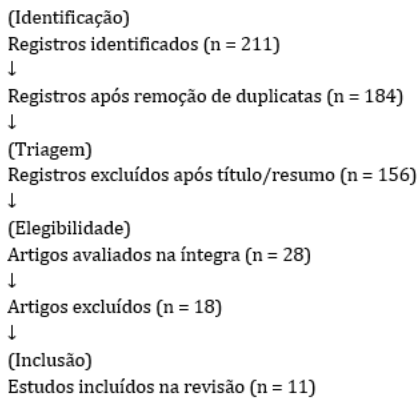 (Identificação)
Registros identificados (n = 211)
↓
Registros após remoção de duplicatas (n = 184)
↓
(Triagem)
Registros excluídos após título/resumo (n = 156)
↓
(Elegibilidade)
Artigos avaliados na íntegra (n = 28)
↓
Artigos excluídos (n = 18)
↓
(Inclusão)
Estudos incluídos na revisão (n = 11)